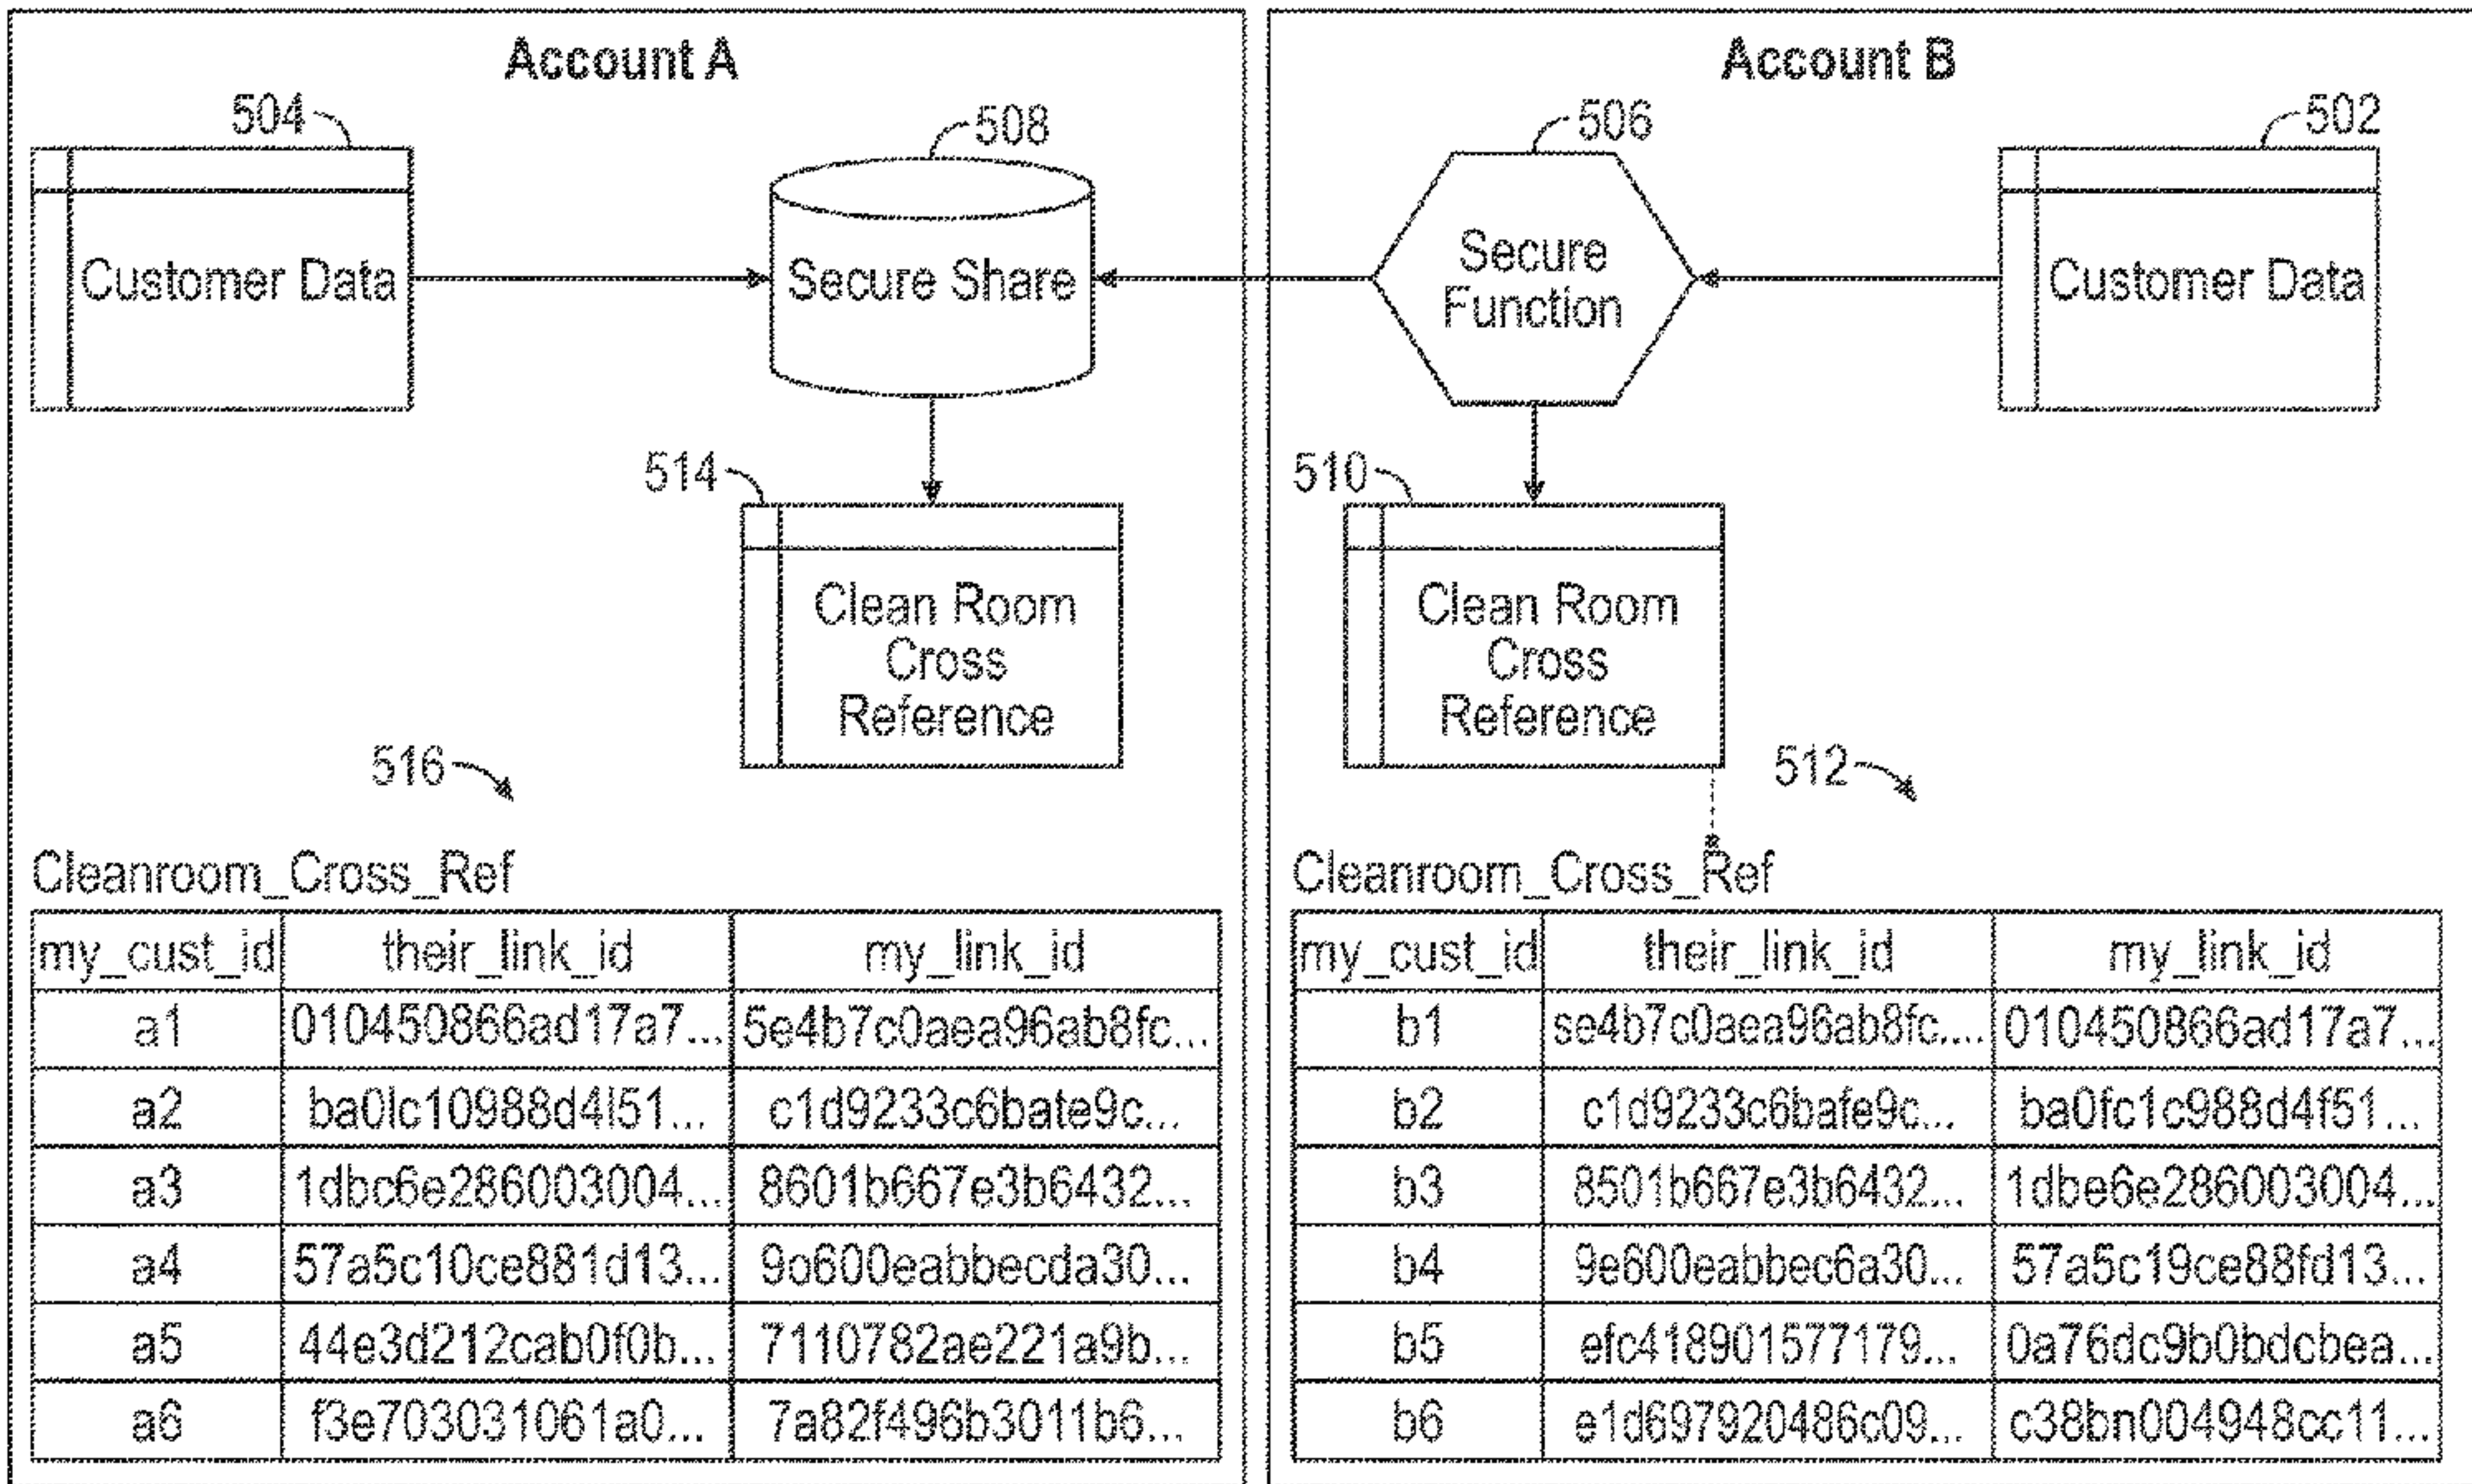 Account A
504
508
Customer Data
Secure Share
514
Clean Room
Cross
Reference
516
Cleanroom_Cross_Ref
my_cust_id their_link_id my_link_id
a1 010450866ad17a7... 5e4b7c0aea96ab8fc...
a2 ba0lc10988d4l51... c1d9233c6bate9c...
a3 1dbc6e286003004... 8601b667e3b6432...
a4 57a5c10ce881d13... 9o600eabbecda30...
a5 44e3d212cab0f0b... 7110782ae221a9b...
a6 f3e703031061a0... 7a82f496b3011b6...
Account B
506
502
Secure
Function
Customer Data
510
Clean Room
Cross
Reference
512
Cleanroom_Cross_Ref
my_cust_id their_link_id my_link_id
b1 se4b7c0aea96ab8fc.... 010450866ad17a7...
b2 c1d9233c6bafe9c... ba0fc1c988d4f51...
b3 8501b667e3b6432... 1dbe6e286003004...
b4 9e600eabbec6a30... 57a5c19ce88fd13...
b5 efc418901577179... 0a76dc9b0bdcbea...
b6 e1d697920486c09... c38bn004948cc11...